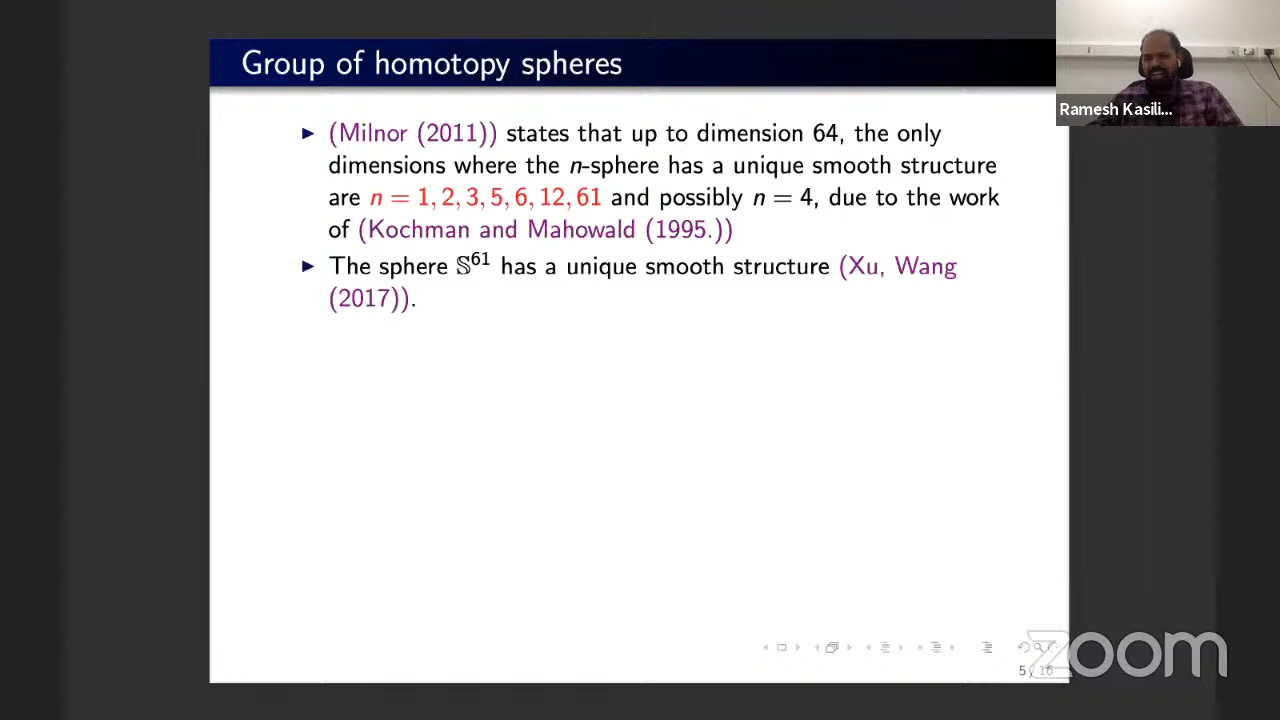 Group of homotopy spheres
Ramesh Kasili...
▶ (Milnor (2011)) states that up to dimension 64, the only
dimensions where the n-sphere has a unique smooth structure
are n = 1, 2, 3, 5, 6, 12, 61 and possibly n = 4, due to the work
of (Kochman and Mahowald (1995.))
▶ The sphere 𝕊⁶¹ has a unique smooth structure (Xu, Wang
(2017)).
zoom
5 / 16